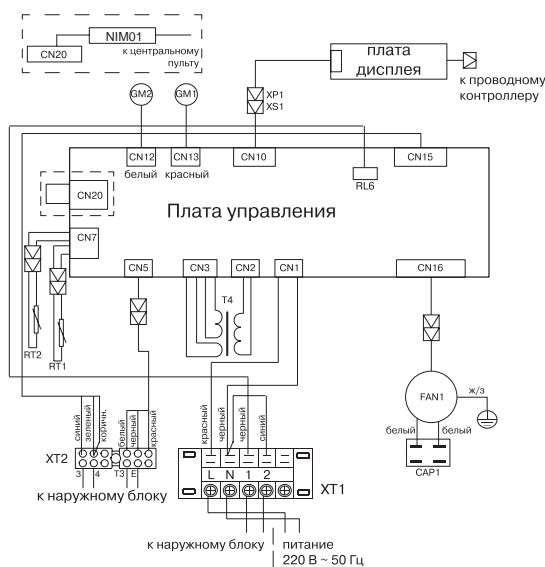 NIM01
CN20
к центральному
пульту
плата
дисплея
к проводному
контроллеру
GM2
GM1
XP1
XS1
CN12
CN13
CN10
CN15
белый
красный
RL6
CN20
Плата управления
CN7
CN5
CN3
CN2
CN1
CN16
T4
RT2
RT1
FAN1
ж/з
белый
белый
CAP1
синий
зеленый
коричн.
белый
черный
красный
красный
черный
черный
синий
XT2
3
4
T3
E
L
N
1
2
XT1
к наружному блоку
к наружному блоку
питание
220 В ~ 50 Гц